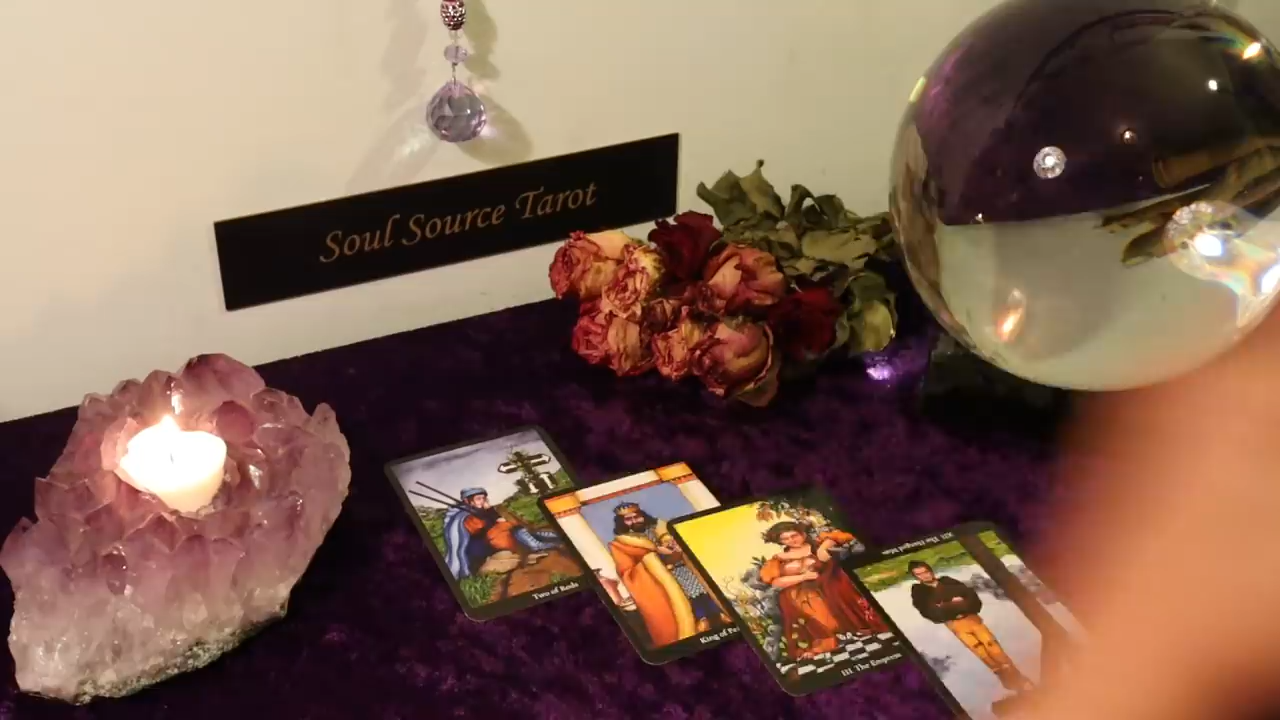 Soul Source Tarot
Two of Rods
King of Pe
III The Empress
XII The Hanged Man